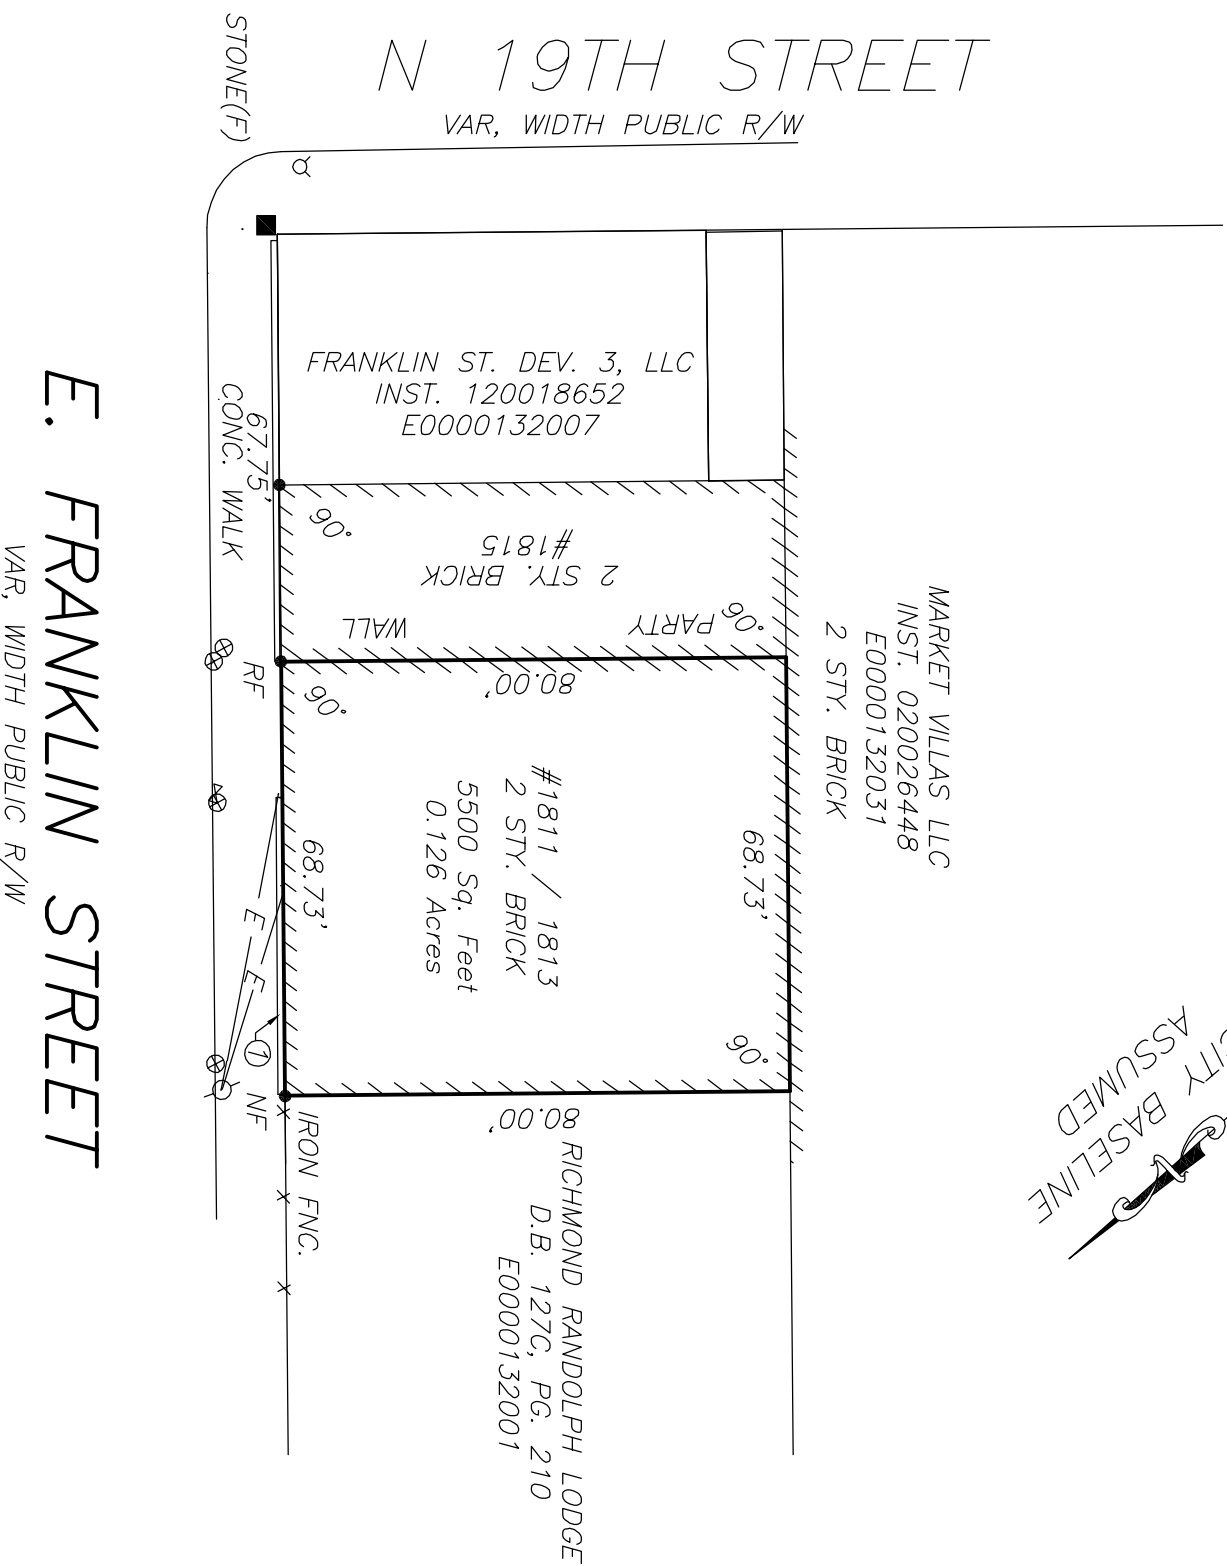 N 19TH STREET
VAR, WIDTH PUBLIC R/W
STONE(F)
FRANKLIN ST. DEV. 3, LLC
INST. 120018652
E0000132007
67.75'
CONC. WALK
90°
#1815
2 STY. BRICK
PARTY WALL
90°
MARKET VILLAS LLC
INST. 020026448
E0000132031
2 STY. BRICK
RF
90°
80.00'
#1811 / 1813
2 STY. BRICK
5500 Sq. Feet
0.126 Acres
68.73'
68.73'
90°
E
E
1
NF
IRON FNC.
x
x
x
80.00'
RICHMOND RANDOLPH LODGE
D.B. 127C, PG. 210
E0000132001
E. FRANKLIN STREET
VAR, WIDTH PUBLIC R/W
BASELINE
ASSUMED
N